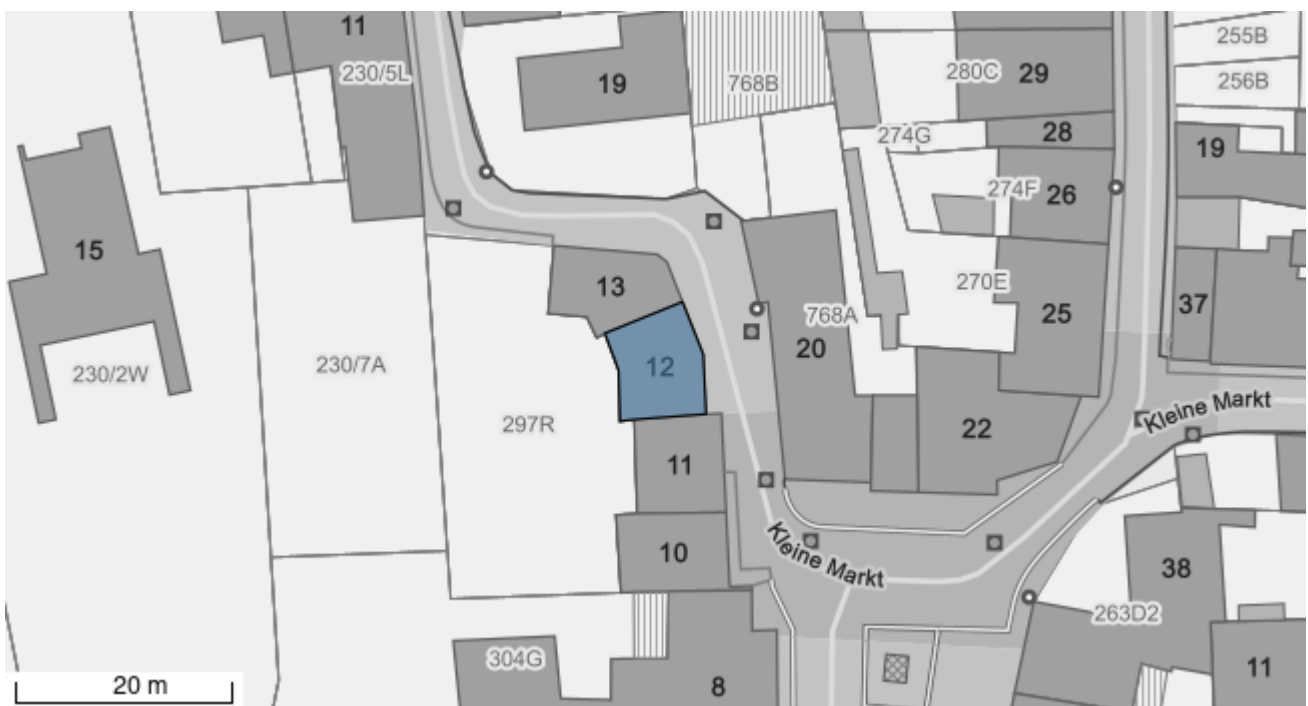 11
230/5L
19
768B
280C
29
255B
256B
274G
28
19
274F
26
15
13
270E
37
768A
25
20
12
230/7A
230/2W
297R
Kleine Markt
22
11
Kleine Markt
10
38
263D2
304G
8
11
20 m